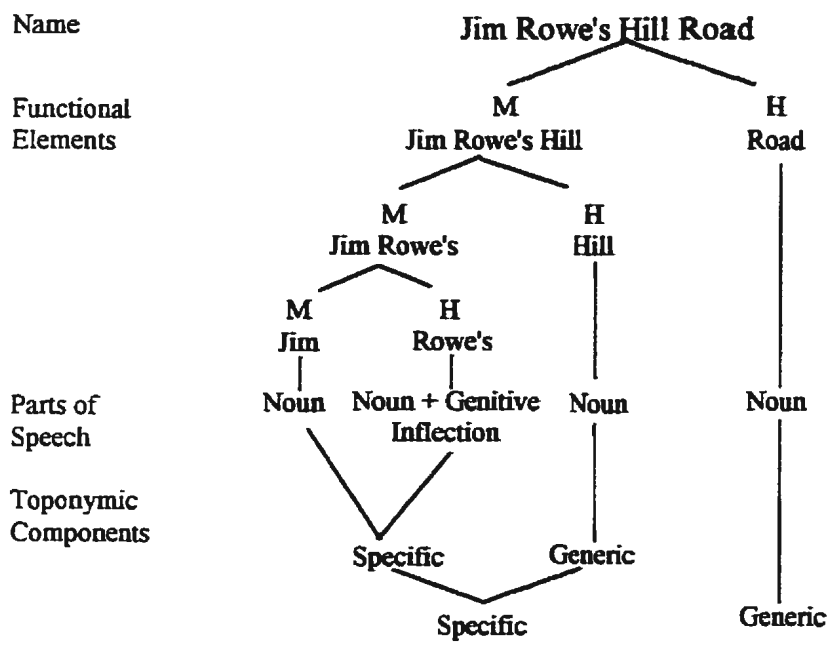 Name
Jim Rowe's Hill Road
Functional
Elements
M
H
Jim Rowe's Hill
Road
M
H
Jim Rowe's
Hill
M
H
Jim
Rowe's
Parts of
Speech
Noun
Noun + Genitive
Inflection
Noun
Noun
Toponymic
Components
Specific
Generic
Specific
Generic